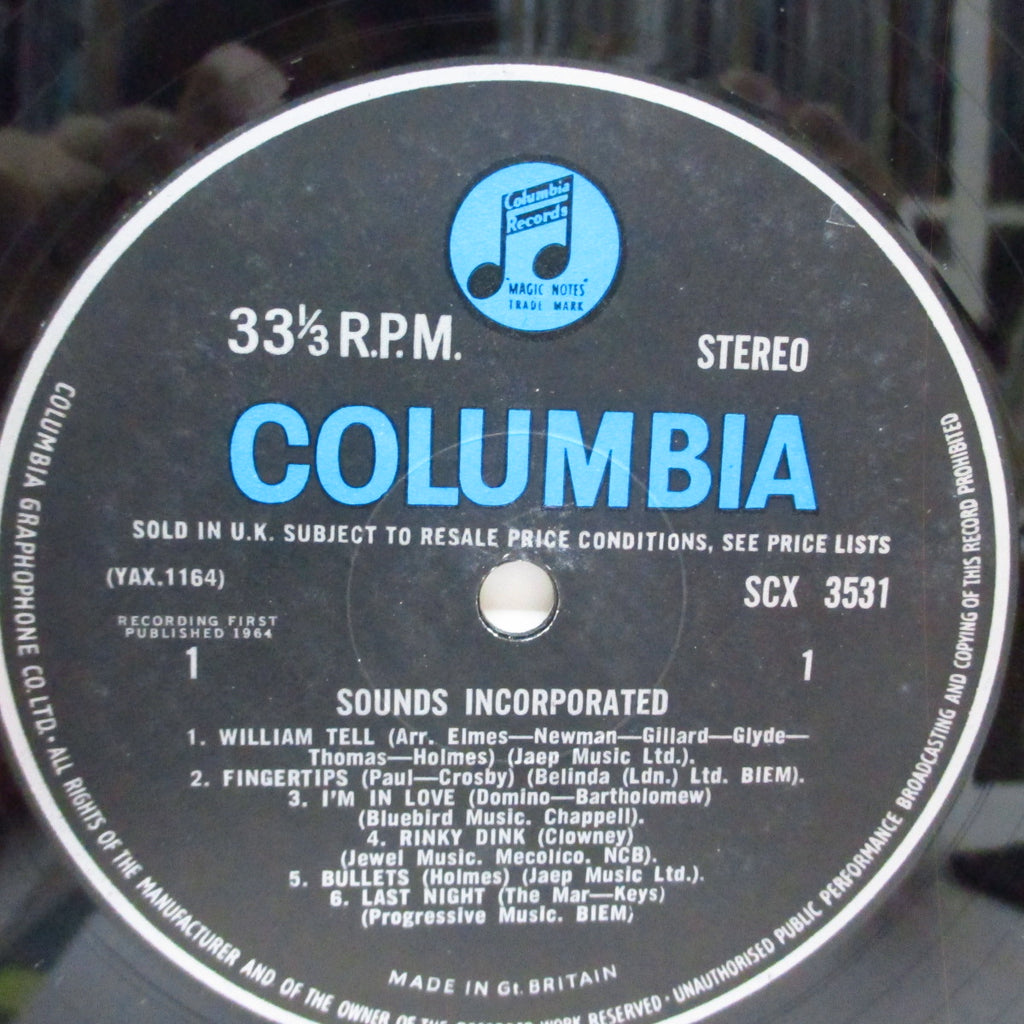 Columbia
Records
"MAGIC NOTES"
TRADE MARK
33⅓ R.P.M.
STEREO
COLUMBIA
SOLD IN U.K. SUBJECT TO RESALE PRICE CONDITIONS, SEE PRICE LISTS
(YAX.1164)
SCX 3531
RECORDING FIRST
PUBLISHED 1964
1
1
SOUNDS INCORPORATED
1. WILLIAM TELL (Arr. Elmes—Newman—Gillard—Glyde—
Thomas—Holmes) (Jaep Music Ltd.).
2. FINGERTIPS (Paul—Crosby) (Belinda (Ldn.) Ltd. BIEM).
3. I'M IN LOVE (Domino—Bartholomew)
(Bluebird Music. Chappell).
4. RINKY DINK (Clowney)
(Jewel Music. Mecolico. NCB).
5. BULLETS (Holmes) (Jaep Music Ltd.).
6. LAST NIGHT (The Mar—Keys)
(Progressive Music. BIEM)
MADE IN Gt. BRITAIN
COLUMBIA GRAPHOPHONE CO. LTD. · ALL RIGHTS OF THE MANUFACTURER AND OF THE OWNER OF THE RECORDED WORK RESERVED · UNAUTHORISED PUBLIC PERFORMANCE BROADCASTING AND COPYING OF THIS RECORD PROHIBITED